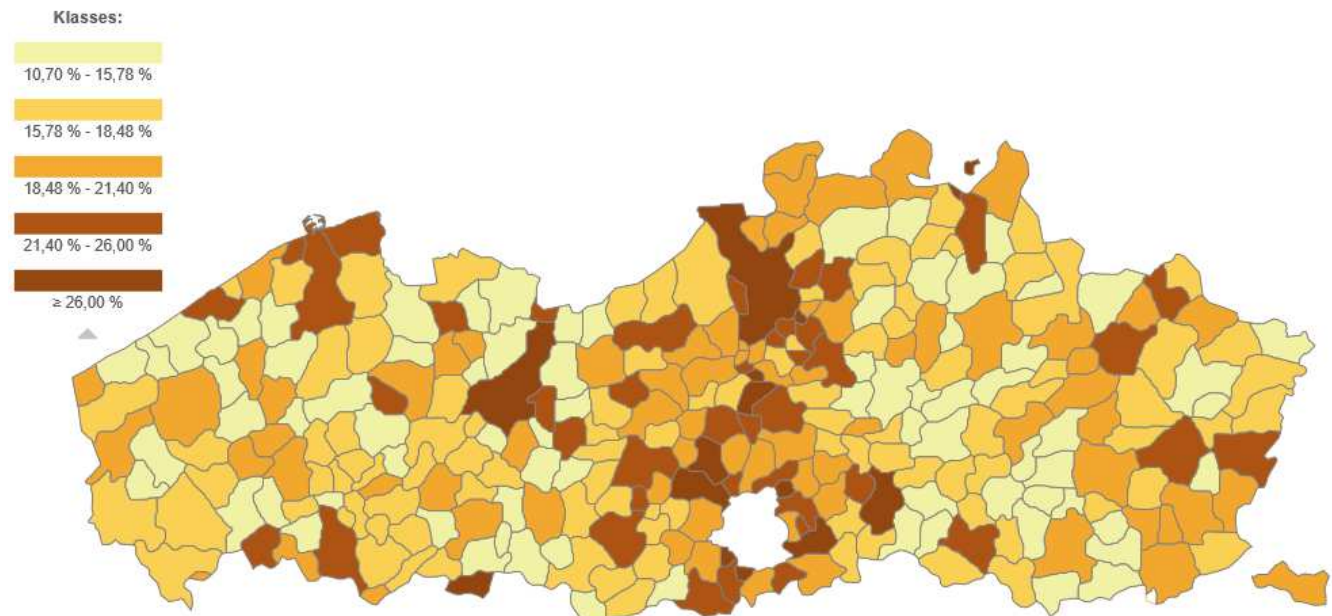 Klasses:
10,70 % - 15,78 %
15,78 % - 18,48 %
18,48 % - 21,40 %
21,40 % - 26,00 %
≥ 26,00 %